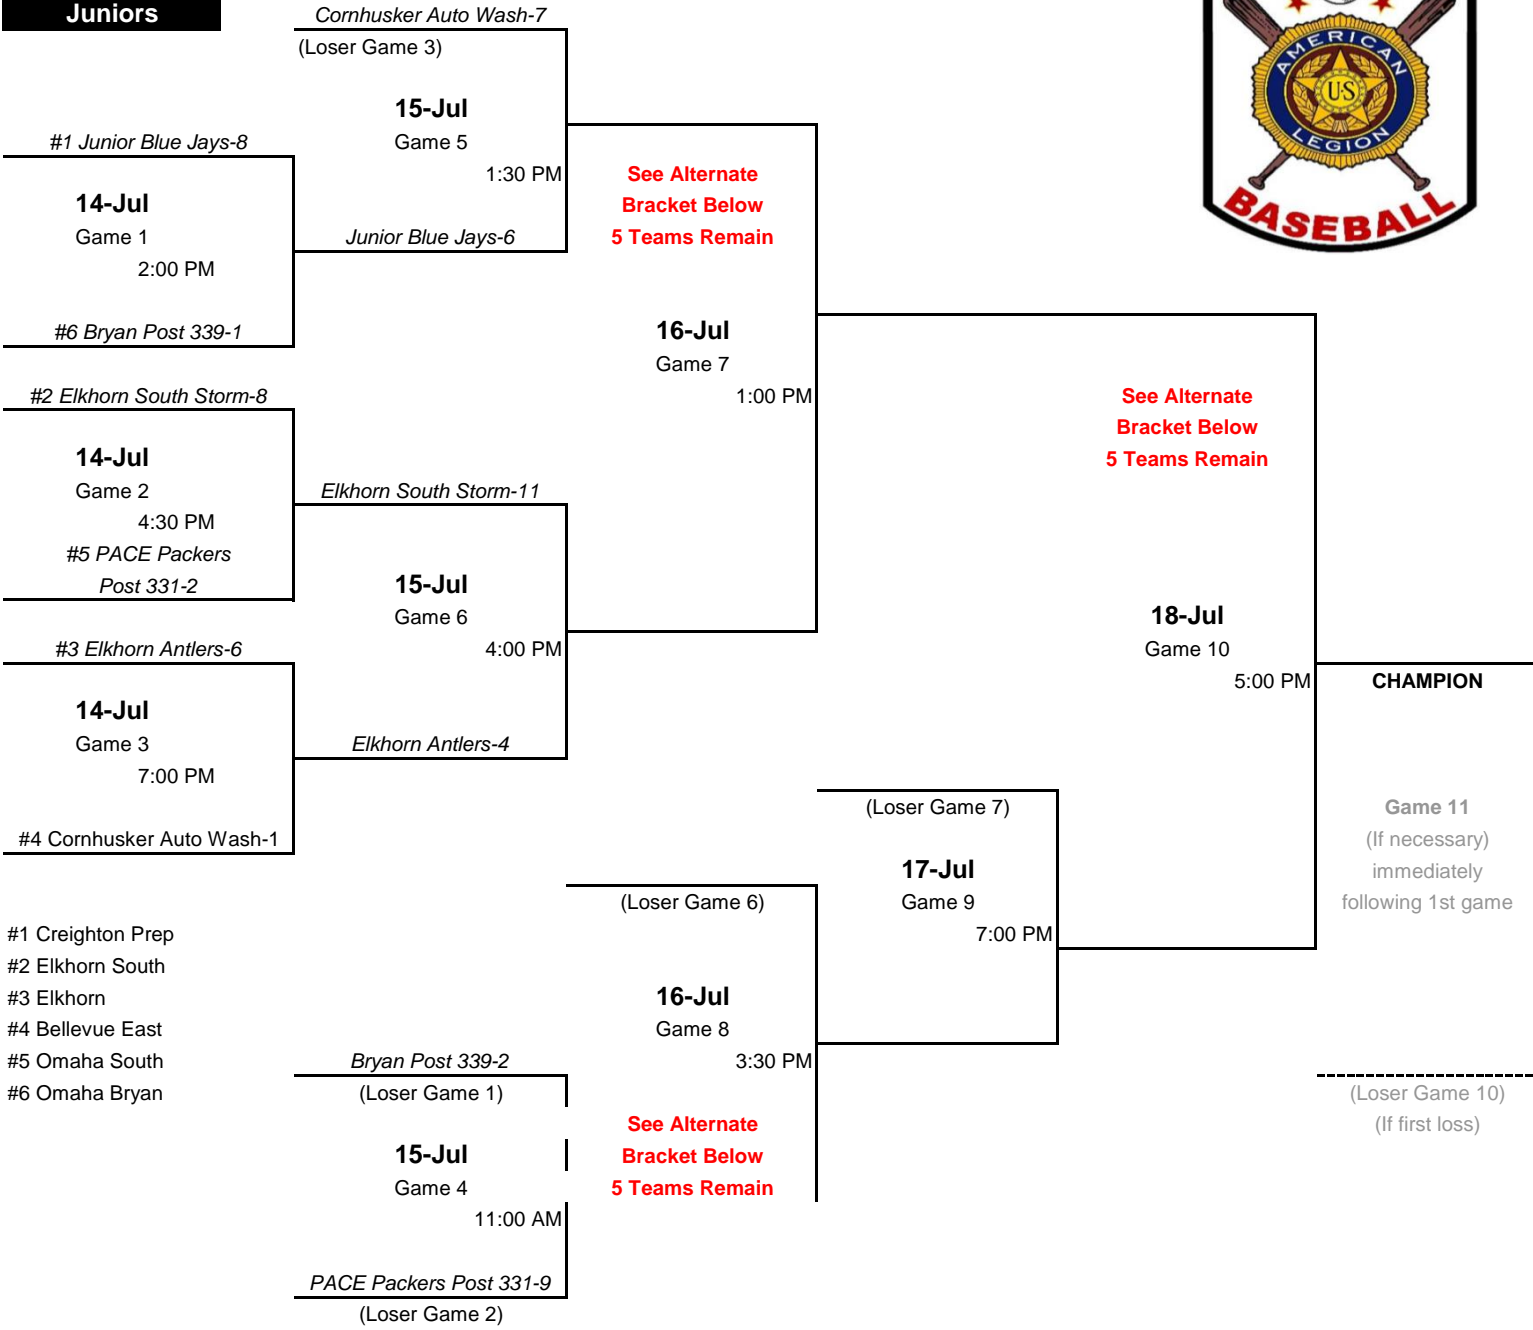 Juniors
Cornhusker Auto Wash-7
(Loser Game 3)
15-Jul
Game 5
1:30 PM
#1 Junior Blue Jays-8
14-Jul
Game 1
2:00 PM
Junior Blue Jays-6
#6 Bryan Post 339-1
See Alternate
Bracket Below
5 Teams Remain
16-Jul
Game 7
1:00 PM
AMERICAN
U·S
LEGION
BASEBALL
#2 Elkhorn South Storm-8
14-Jul
Game 2
4:30 PM
#5 PACE Packers
Post 331-2
Elkhorn South Storm-11
15-Jul
Game 6
4:00 PM
#3 Elkhorn Antlers-6
14-Jul
Game 3
7:00 PM
Elkhorn Antlers-4
#4 Cornhusker Auto Wash-1
See Alternate
Bracket Below
5 Teams Remain
18-Jul
Game 10
5:00 PM
CHAMPION
(Loser Game 7)
17-Jul
Game 9
7:00 PM
Game 11
(If necessary)
immediately
following 1st game
(Loser Game 6)
16-Jul
Game 8
3:30 PM
#1 Creighton Prep
#2 Elkhorn South
#3 Elkhorn
#4 Bellevue East
#5 Omaha South
#6 Omaha Bryan
Bryan Post 339-2
(Loser Game 1)
15-Jul
Game 4
11:00 AM
See Alternate
Bracket Below
5 Teams Remain
PACE Packers Post 331-9
(Loser Game 2)
(Loser Game 10)
(If first loss)